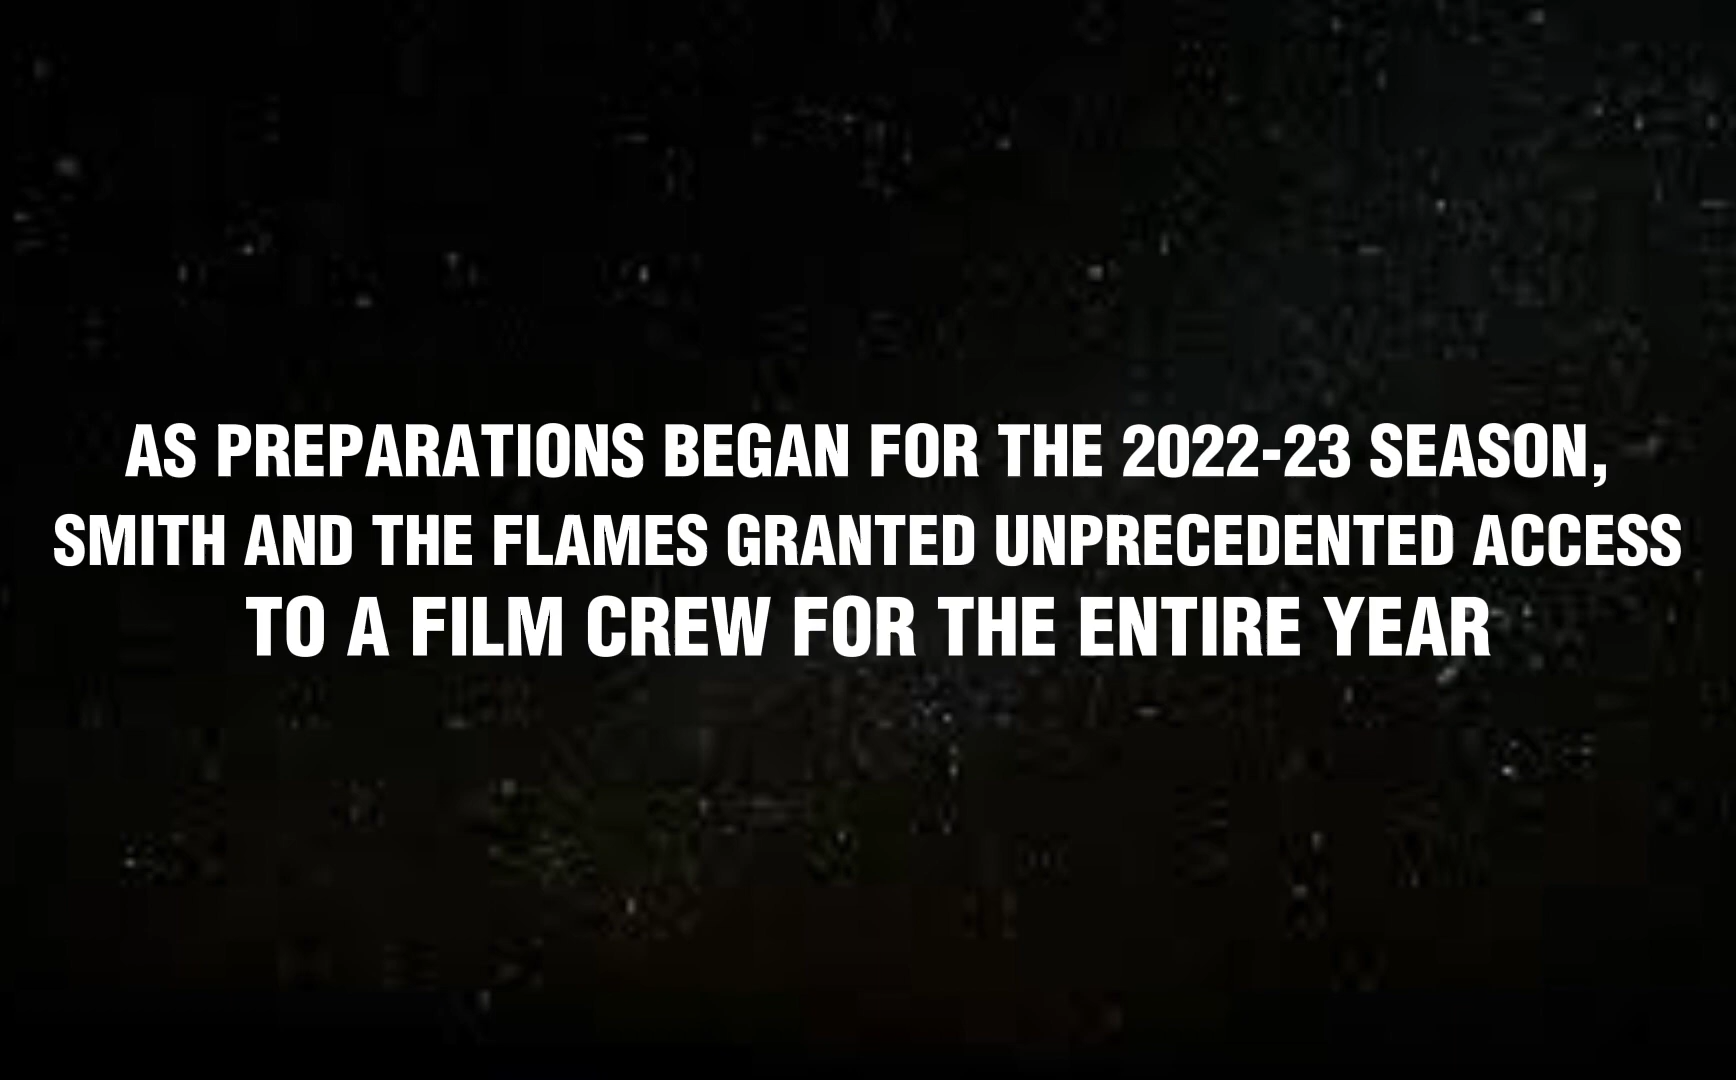 AS PREPARATIONS BEGAN FOR THE 2022-23 SEASON,
SMITH AND THE FLAMES GRANTED UNPRECEDENTED ACCESS
TO A FILM CREW FOR THE ENTIRE YEAR